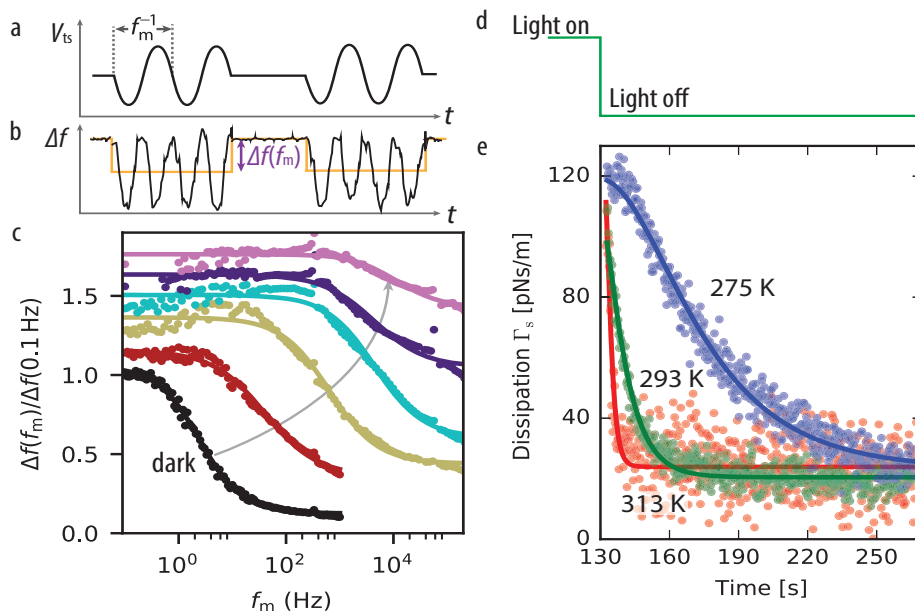 a
V_ts
f_m^-1
t
b
Δf
Δf(f_m)
t
c
Δf(f_m)/Δf(0.1 Hz)
1.5
1.0
0.5
0.0
dark
10^0
10^2
10^4
f_m (Hz)
d
Light on
Light off
e
Dissipation Γ_s [pNs/m]
120
80
40
0
275 K
293 K
313 K
130
160
190
220
250
Time [s]